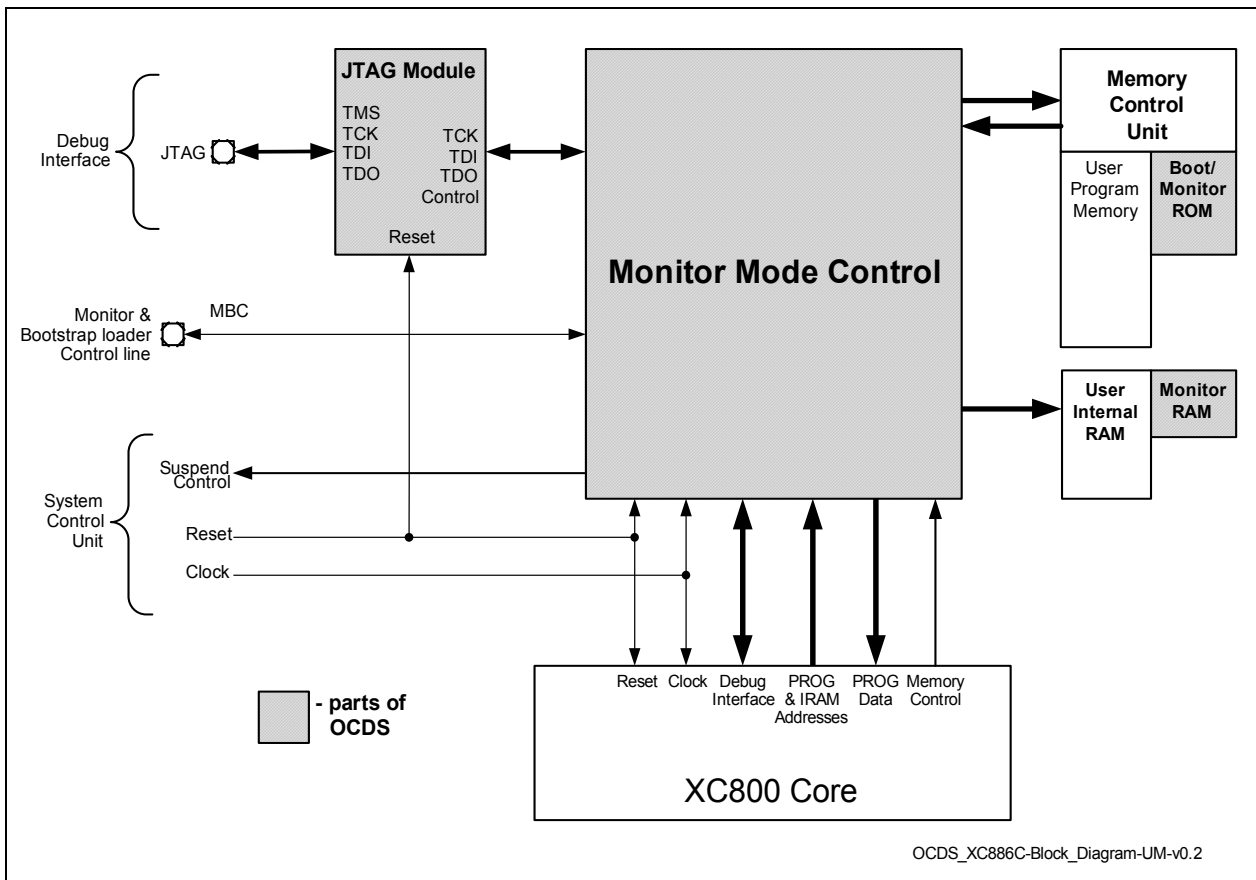 JTAG Module
TMS
TCK
TDI
TDO
TCK
TDI
TDO
Control
Reset
Debug
Interface
JTAG
Monitor Mode Control
Memory
Control
Unit
User
Program
Memory
Boot/
Monitor
ROM
Monitor &
Bootstrap loader
Control line
MBC
User
Internal
RAM
Monitor
RAM
System
Control
Unit
Suspend
Control
Reset
Clock
Reset
Clock
Debug
Interface
PROG
& IRAM
Addresses
PROG
Data
Memory
Control
- parts of
OCDS
XC800 Core
OCDS_XC886C-Block_Diagram-UM-v0.2